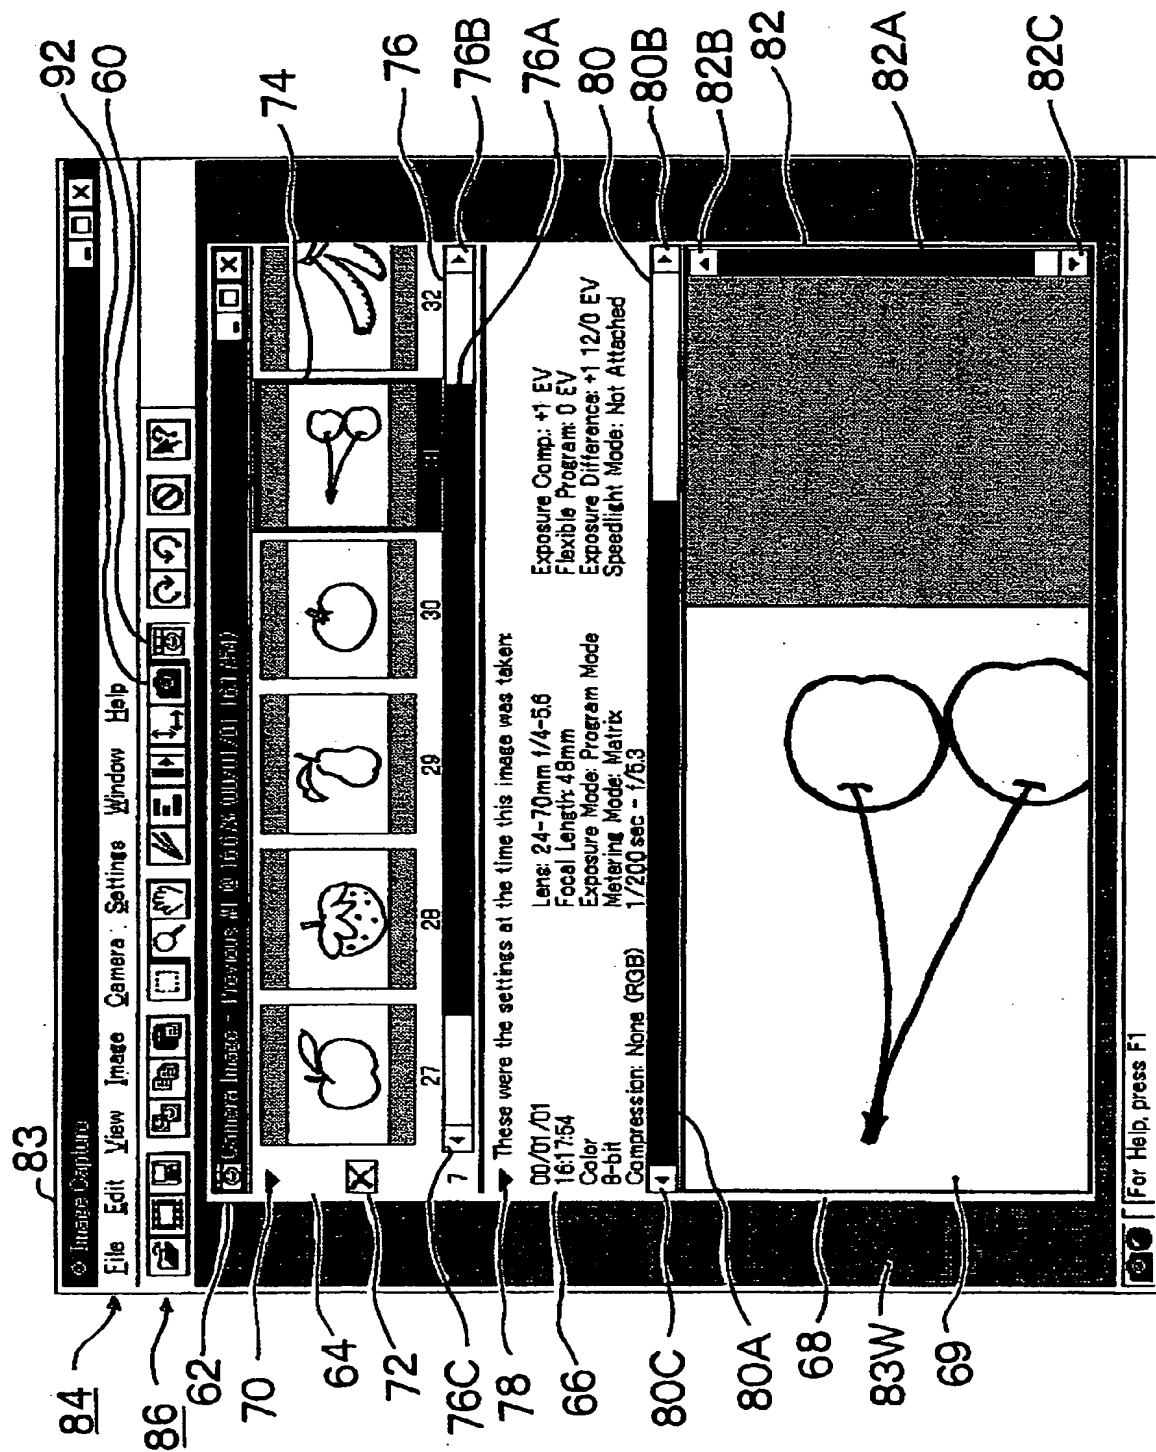 92
60
83
84
86
Image Capture
File Edit View Image Camera Settings Window Help
74
76
76B
76A
62
70
64
72
76C
27
28
29
30
31
32
7
78
66
These were the settings at the time this image was taken:
00/01/01
16:17:54
Color
8-bit
Compression: None (RGB)
Lens: 24-70mm f/4-5.6
Focal Length: 48mm
Exposure Mode: Program Mode
Metering Mode: Matrix
1/200 sec - f/6.3
Exposure Comp.: +1 EV
Flexible Program: 0 EV
Exposure Difference: +1 12/0 EV
Speedlight Mode: Not Attached
80
80B
80C
80A
82B
82
82A
82C
68
83W
69
For Help, press F1